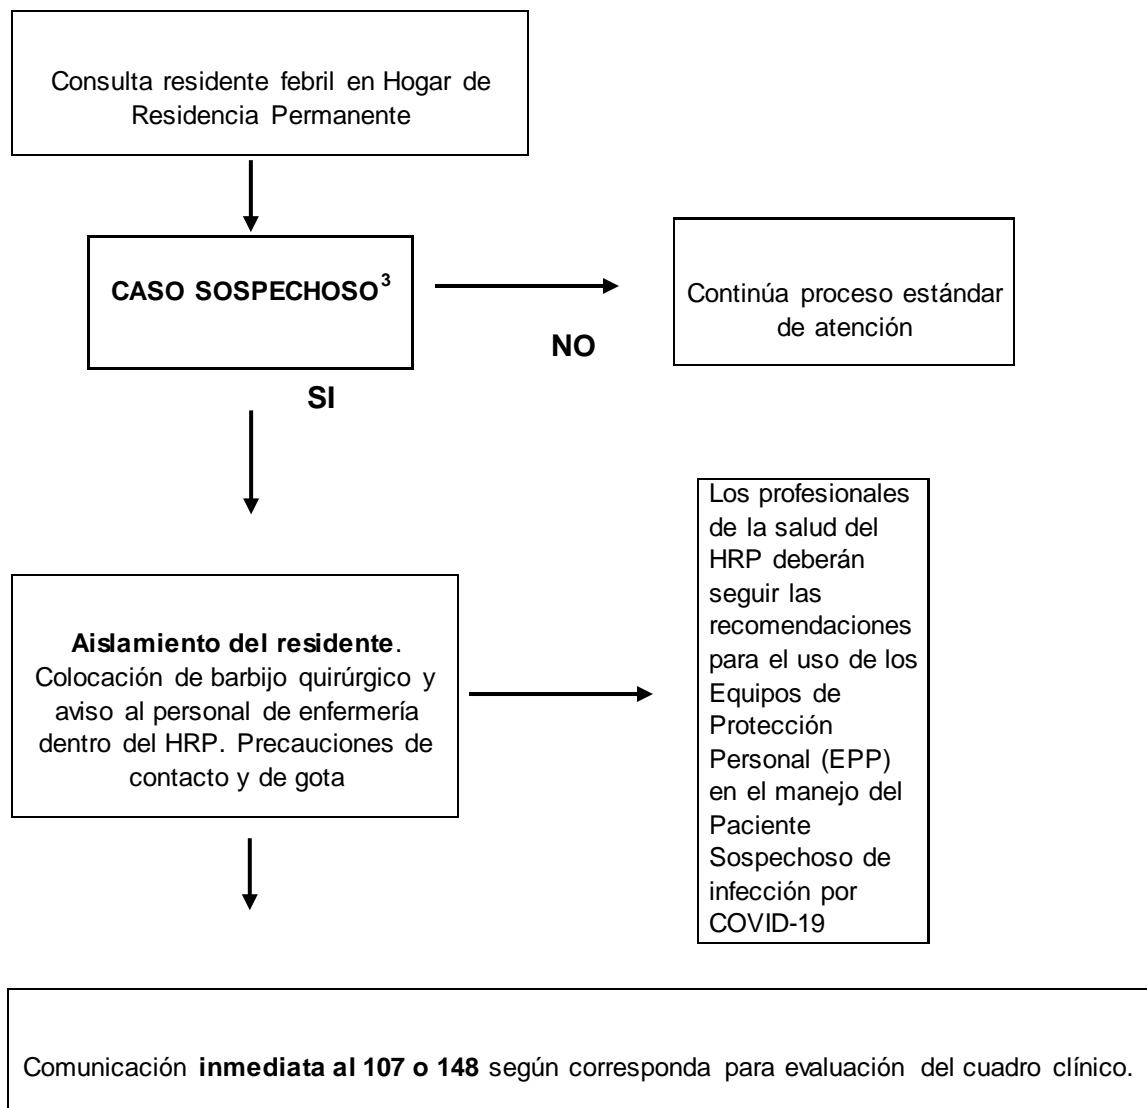 Consulta residente febril en Hogar de
Residencia Permanente
CASO SOSPECHOSO³
NO
Continúa proceso estándar
de atención
SI
Aislamiento del residente.
Colocación de barbijo quirúrgico y
aviso al personal de enfermería
dentro del HRP. Precauciones de
contacto y de gota
Los profesionales
de la salud del
HRP deberán
seguir las
recomendaciones
para el uso de los
Equipos de
Protección
Personal (EPP)
en el manejo del
Paciente
Sospechoso de
infección por
COVID-19
Comunicación inmediata al 107 o 148 según corresponda para evaluación del cuadro clínico.